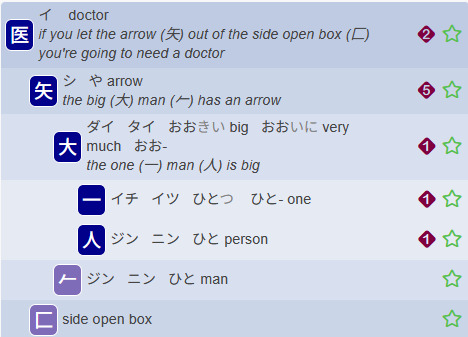 医 イ doctor
if you let the arrow (矢) out of the side open box (匚)
you're going to need a doctor
2
矢 シ や arrow
the big (大) man (𠂉) has an arrow
5
大 ダイ タイ おおきい big おおいに very
much おお-
the one (一) man (人) is big
1
一 イチ イツ ひとつ ひと- one
1
人 ジン ニン ひと person
1
𠂉 ジン ニン ひと man
匚 side open box